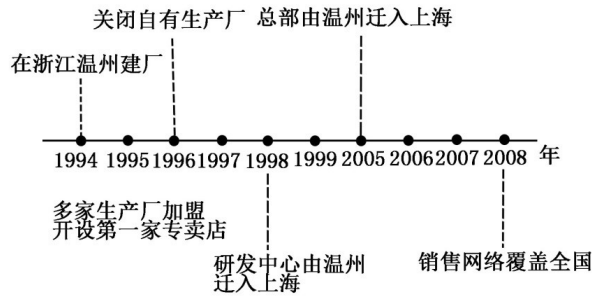 关闭自有生产厂
总部由温州迁入上海
在浙江温州建厂
1994 1995 1996 1997 1998 1999 2005 2006 2007 2008 年
多家生产厂加盟
开设第一家专卖店
研发中心由温州
迁入上海
销售网络覆盖全国